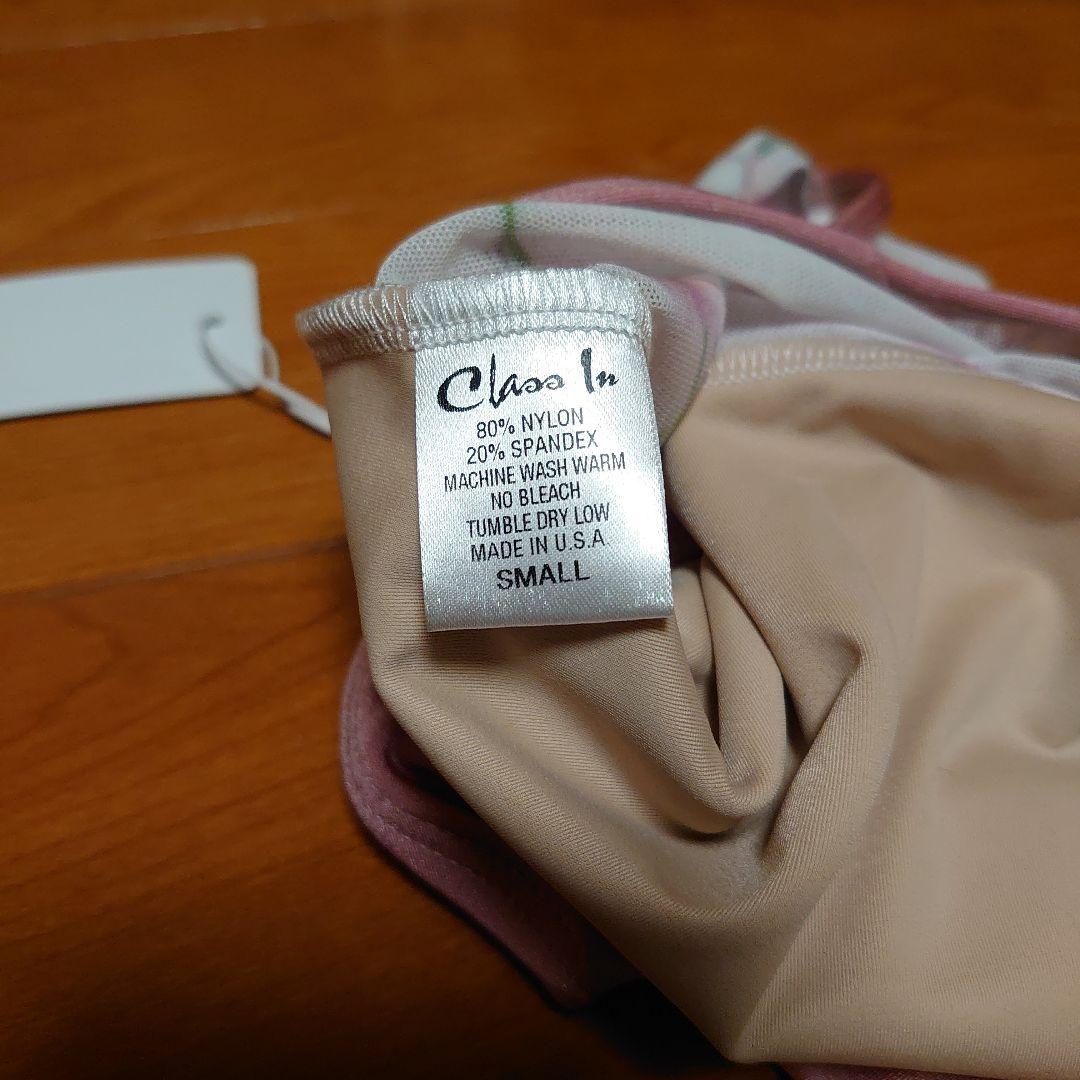 Class In
80% NYLON
20% SPANDEX
MACHINE WASH WARM
NO BLEACH
TUMBLE DRY LOW
MADE IN U.S.A
SMALL